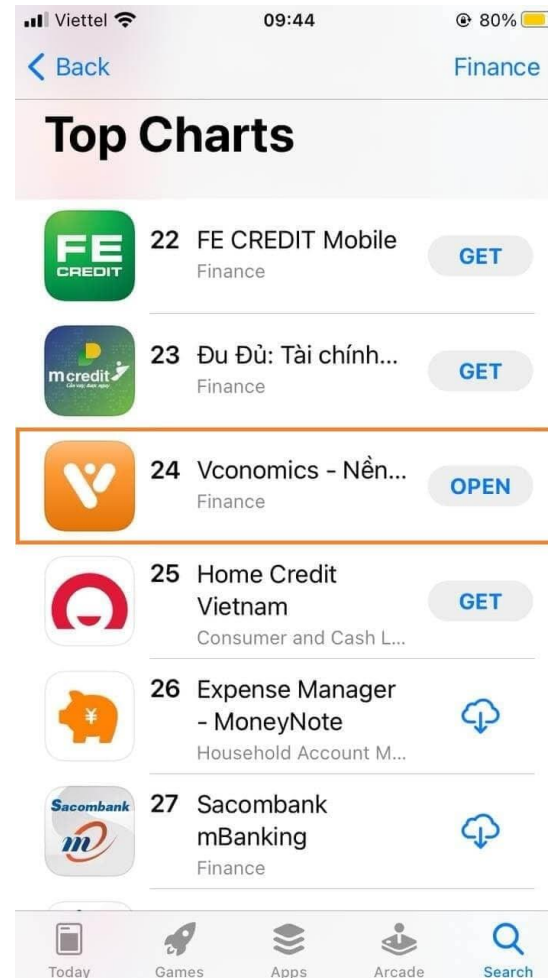 Viettel 09:44 80%
Back Finance
Top Charts
FE CREDIT
22 FE CREDIT Mobile
Finance
GET
mcredit
23 Đu Đủ: Tài chính...
Finance
GET
24 Vconomics - Nền...
Finance
OPEN
25 Home Credit
Vietnam
Consumer and Cash L...
GET
¥
26 Expense Manager
- MoneyNote
Household Account M...
Sacombank
m
27 Sacombank
mBanking
Finance
Today Games Apps Arcade Search